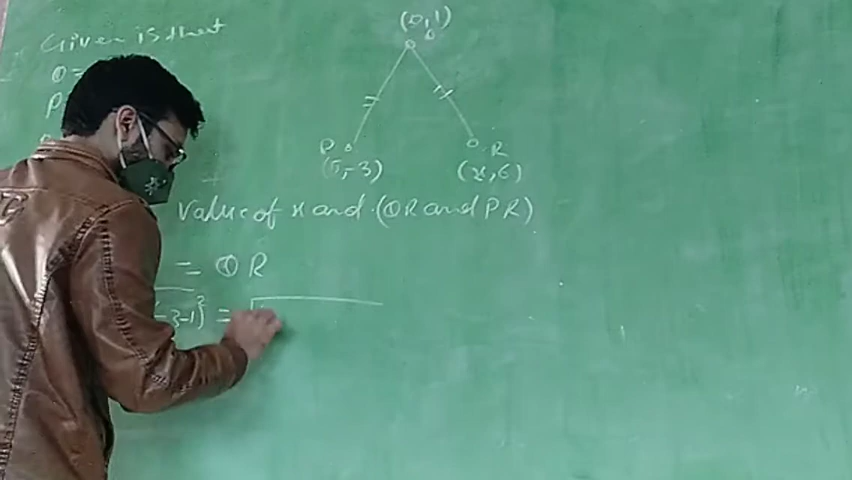 Given is that
(0,1)
Q
P
P
R
(5,-3)
(x,6)
Value of x and (QR and PR)
= QR
-3-1)² =